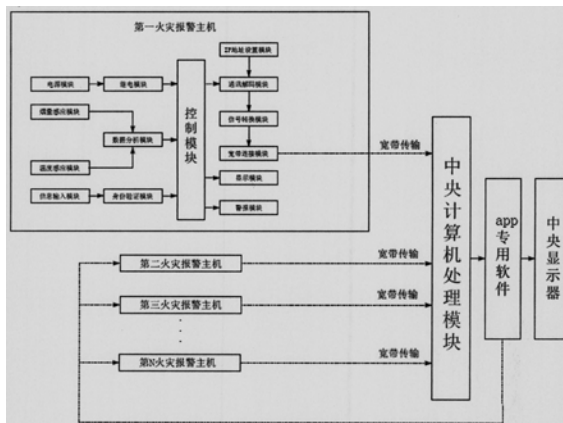 第一火灾报警主机
IP地址设置模块
电源模块
继电模块
通讯解码模块
烟量感应模块
控制模块
信号转换模块
数据分析模块
宽带连接模块
宽带传输
温度感应模块
显示模块
信息输入模块
身份验证模块
警报模块
中央计算机处理模块
app专用软件
中央显示器
第二火灾报警主机
宽带传输
第三火灾报警主机
宽带传输
第N火灾报警主机
宽带传输